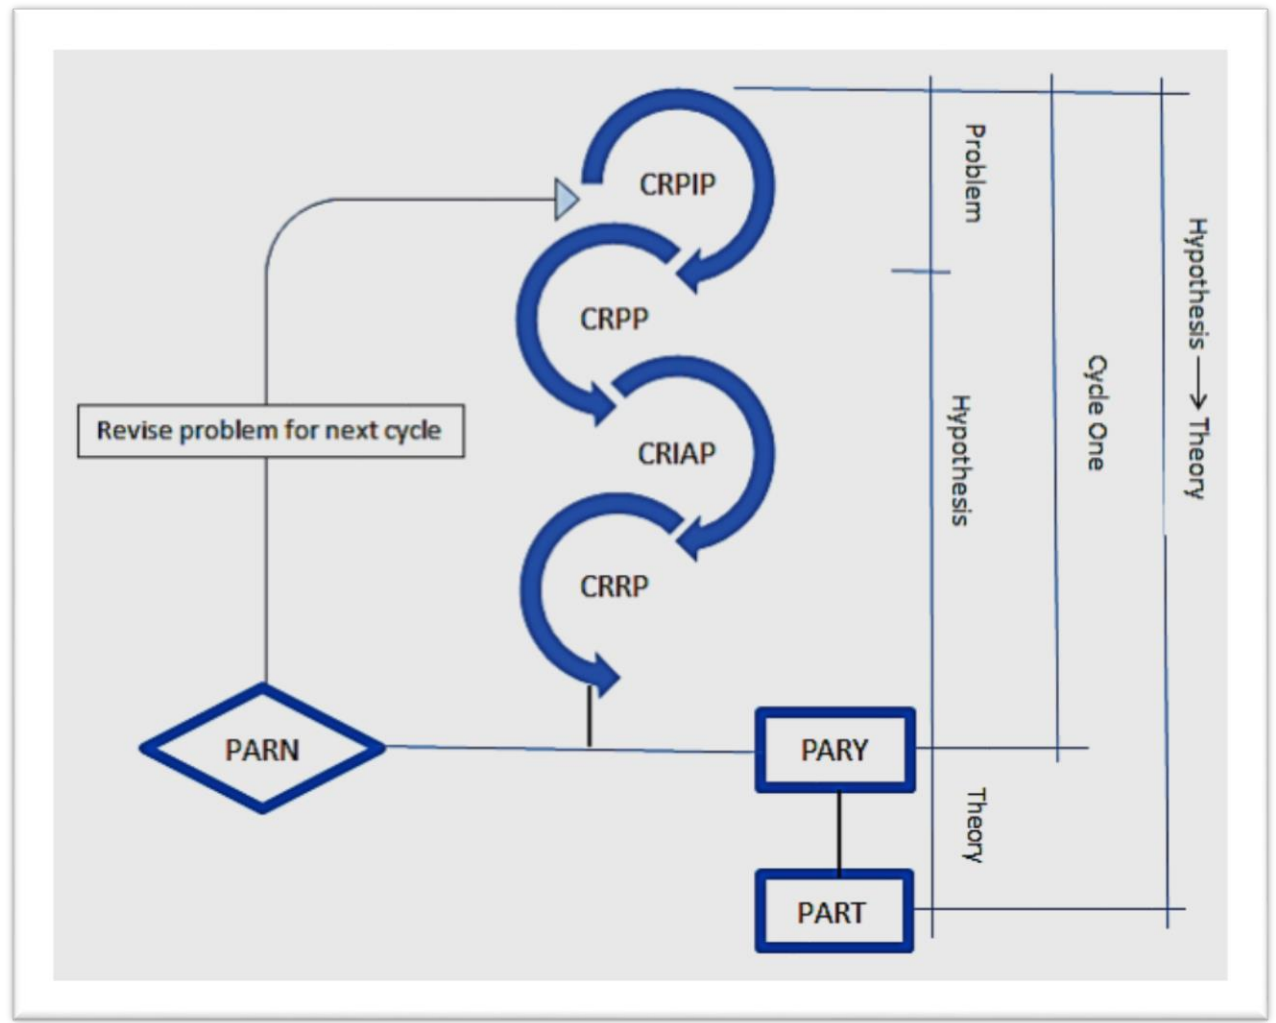 CRPIP
Problem
Hypothesis → Theory
CRPP
Cycle One
Revise problem for next cycle
Hypothesis
CRIAP
CRRP
PARN
PARY
Theory
PART